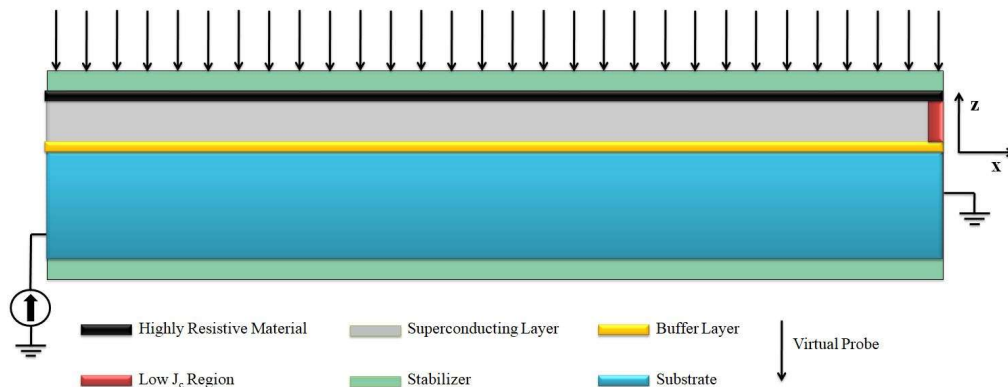 z
x
Highly Resistive Material
Superconducting Layer
Buffer Layer
Virtual Probe
Low Jc Region
Stabilizer
Substrate